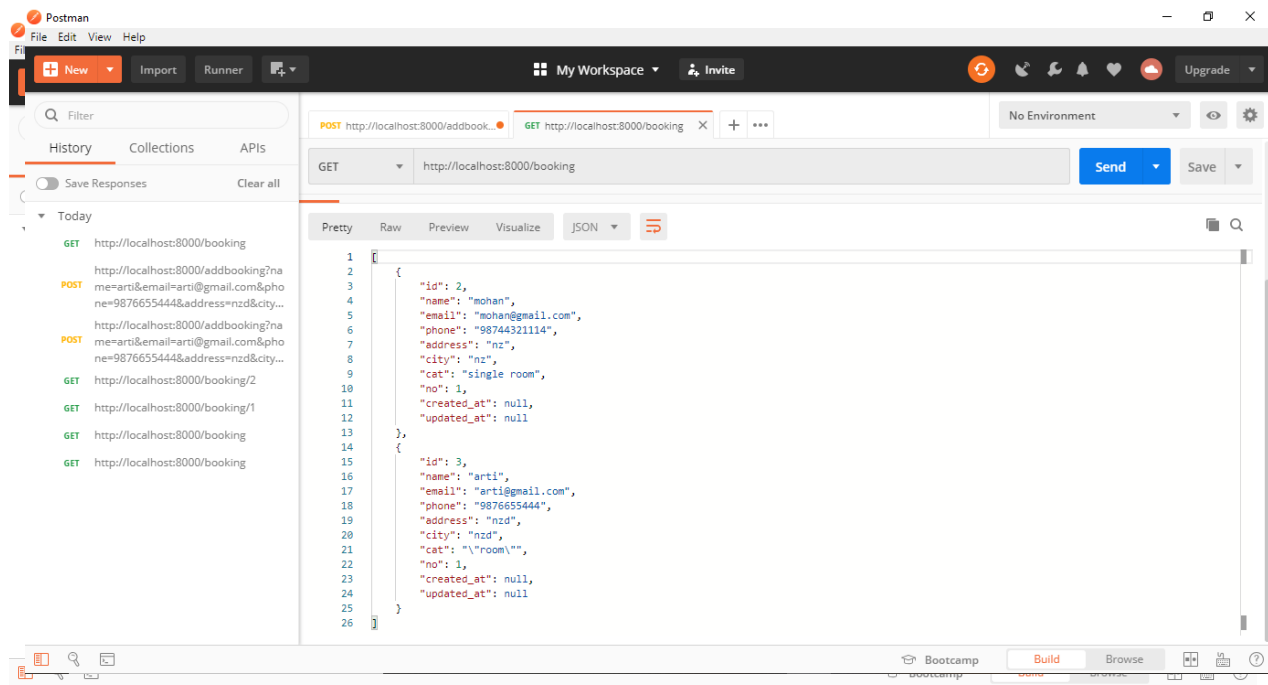 Postman
File Edit View Help
Fil
New Import Runner My Workspace Invite Upgrade
Filter
History Collections APIs
Save Responses Clear all
Today
GET http://localhost:8000/booking
POST http://localhost:8000/addbooking?na
me=arti&email=arti@gmail.com&pho
ne=9876655444&address=nzd&city...
POST http://localhost:8000/addbooking?na
me=arti&email=arti@gmail.com&pho
ne=9876655444&address=nzd&city...
GET http://localhost:8000/booking/2
GET http://localhost:8000/booking/1
GET http://localhost:8000/booking
GET http://localhost:8000/booking
POST http://localhost:8000/addbook...
GET http://localhost:8000/booking
No Environment
GET http://localhost:8000/booking Send Save
Pretty Raw Preview Visualize JSON
1 [
2 {
3 "id": 2,
4 "name": "mohan",
5 "email": "mohan@gmail.com",
6 "phone": "98744321114",
7 "address": "nz",
8 "city": "nz",
9 "cat": "single room",
10 "no": 1,
11 "created_at": null,
12 "updated_at": null
13 },
14 {
15 "id": 3,
16 "name": "arti",
17 "email": "arti@gmail.com",
18 "phone": "9876655444",
19 "address": "nzd",
20 "city": "nzd",
21 "cat": "\"room\"",
22 "no": 1,
23 "created_at": null,
24 "updated_at": null
25 }
26 ]
Bootcamp Build Browse